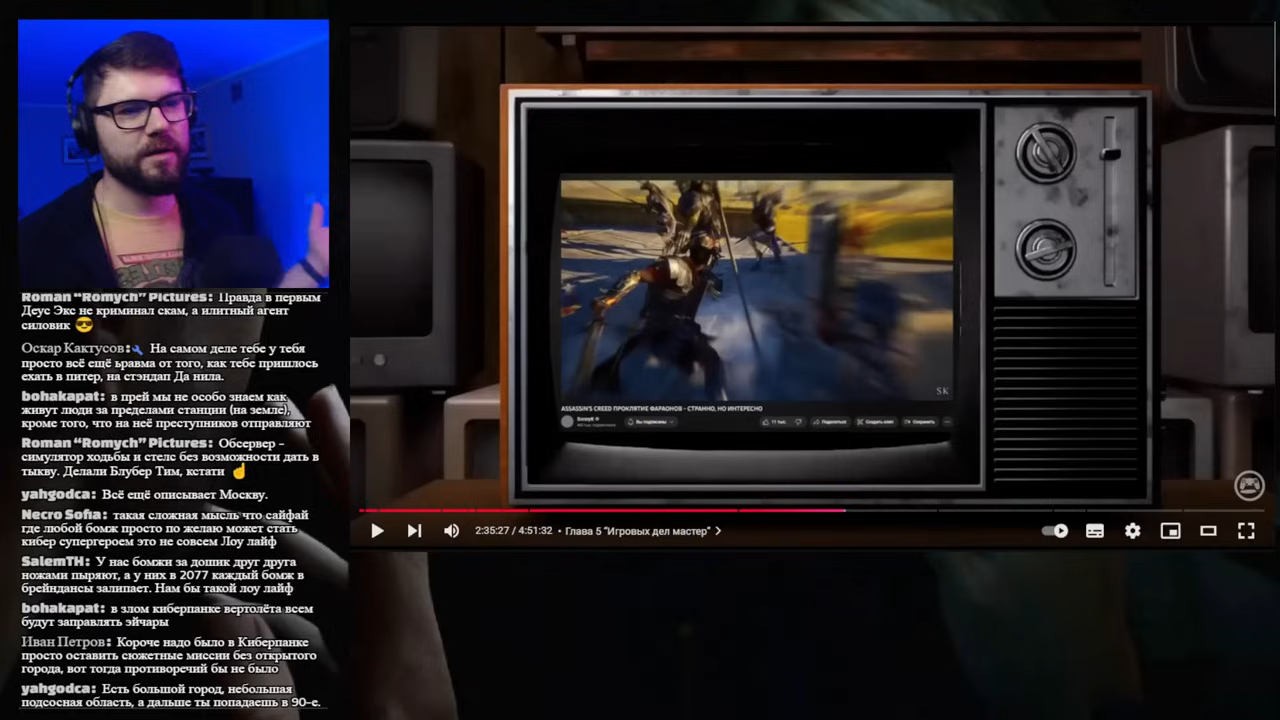 Roman “Romych” Pictures: Правда в первым
Деус Экс не криминал скам, а илитный агент
силовик
Оскар Кактусов: На самом деле тебе у тебя
просто всё ещё ьравма от того, как тебе пришлось
ехать в питер, на стэндап Да нила.
bohakapat: в прей мы не особо знаем как
живут люди за пределами станции (на земле),
кроме того, что на неё преступников отправляют
Roman “Romych” Pictures: Обсервер –
симулятор ходьбы и стелс без возможности дать в
тыкву. Делали Блубер Тим, кстати
yahgodca: Всё ещё описывает Москву.
Necro Sofia: такая сложная мысль что сайфай
где любой бомж просто по желаю может стать
кибер супергероем это не совсем Лоу лайф
SalemTH: У нас бомжи за дошик друг друга
ножами пыряют, а у них в 2077 каждый бомж в
брейндансы залипает. Нам бы такой лоу лайф
bohakapat: в злом киберпанке вертолёта всем
будут заправлять эйчары
Иван Петров: Короче надо было в Киберпанке
просто оставить сюжетные миссии без открытого
города, вот тогда противоречий бы не было
yahgodca: Есть большой город, небольшая
подсосная область, а дальше ты попадаешь в 90-е.
SK
ASSASSIN'S CREED ПРОКЛЯТИЕ ФАРАОНОВ - СТРАННО, НО ИНТЕРЕСНО
Вы подписаны 11 тыс. Поделиться Создать клип Сохранить
2:35:27 / 4:51:32 • Глава 5 “Игровых дел мастер”